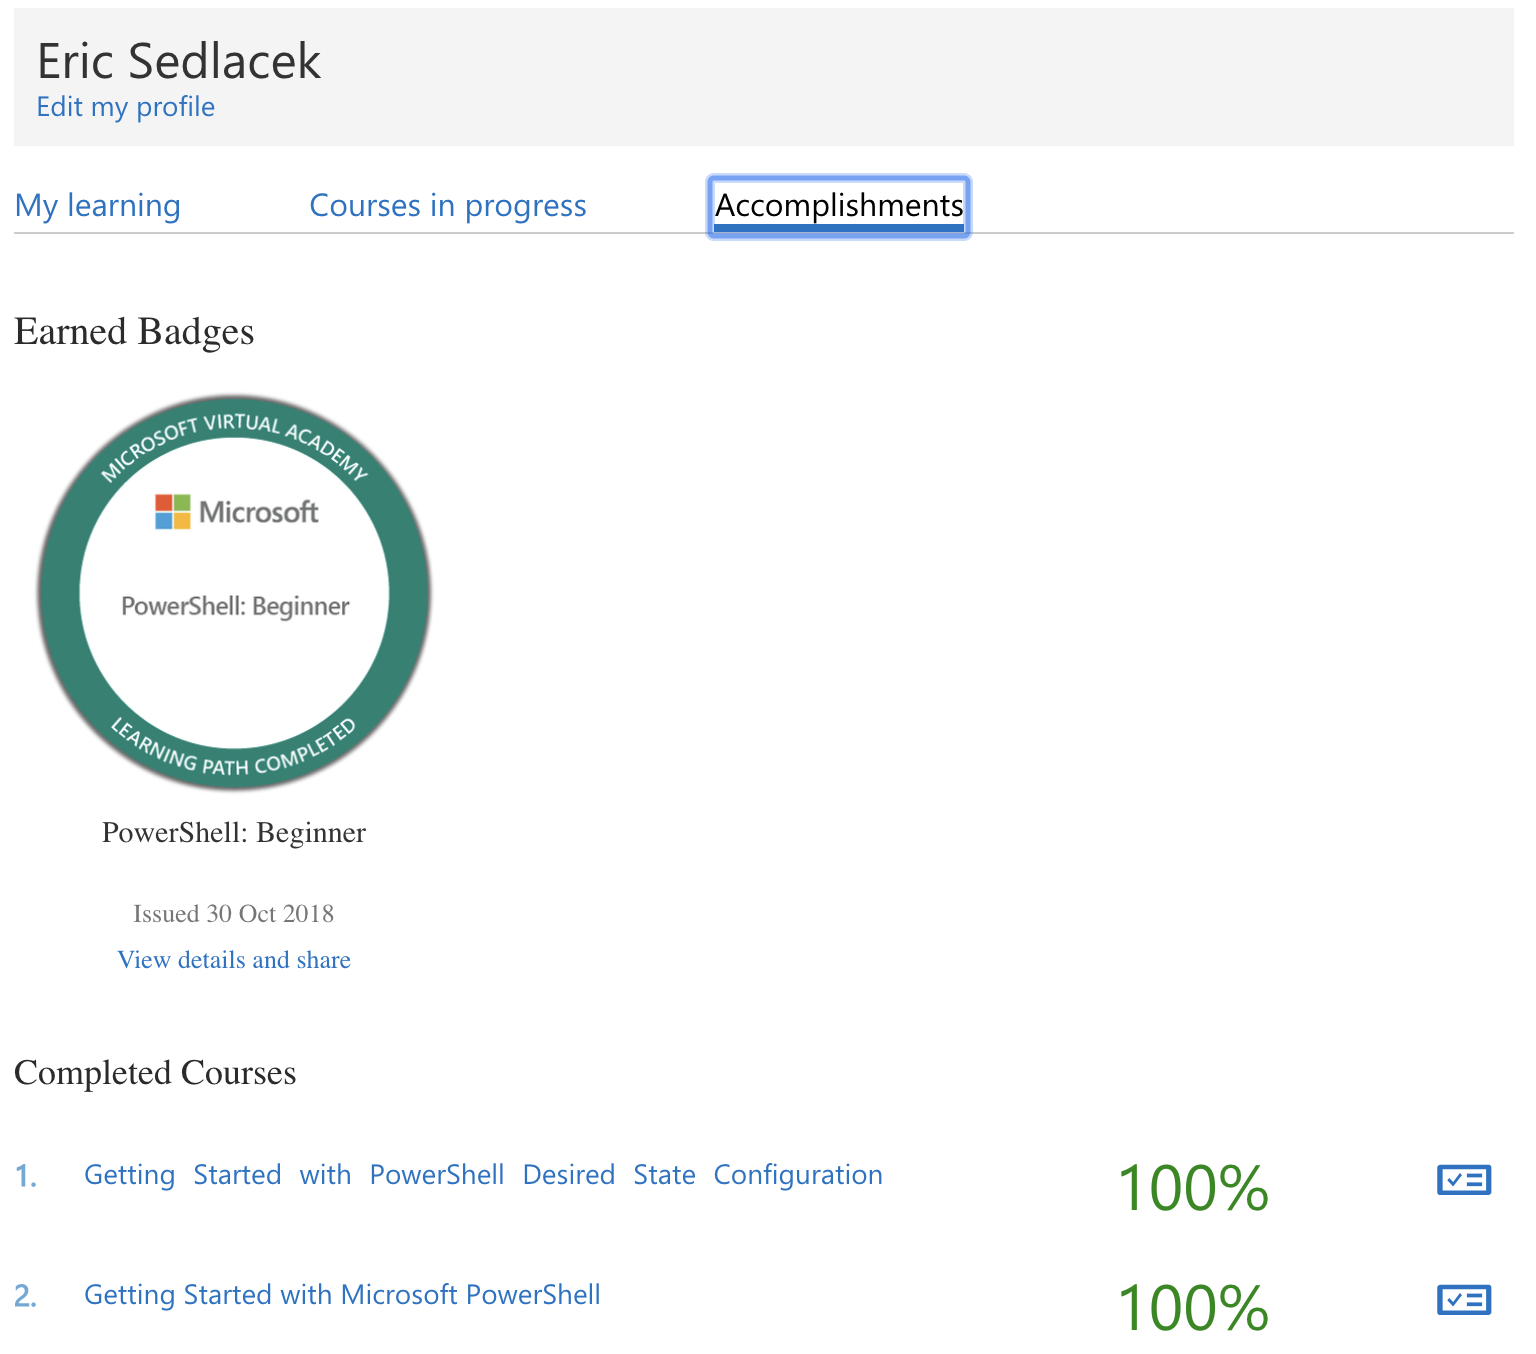 Eric Sedlacek
Edit my profile
My learning
Courses in progress
Accomplishments
Earned Badges
MICROSOFT VIRTUAL ACADEMY
Microsoft
PowerShell: Beginner
LEARNING PATH COMPLETED
PowerShell: Beginner
Issued 30 Oct 2018
View details and share
Completed Courses
1. Getting Started with PowerShell Desired State Configuration 100%
2. Getting Started with Microsoft PowerShell 100%